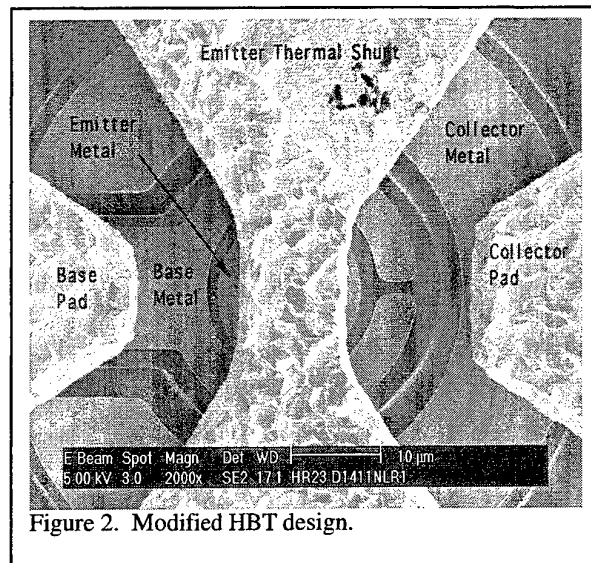 Emitter Thermal Shunt
Emitter
Metal
Collector
Metal
Base
Pad
Base
Metal
Collector
Pad
E Beam Spot Magn Det WD 10 µm
5.00 kV 3.0 2000x SE2 17.1 HR23 D1411NLR1
Figure 2. Modified HBT design.